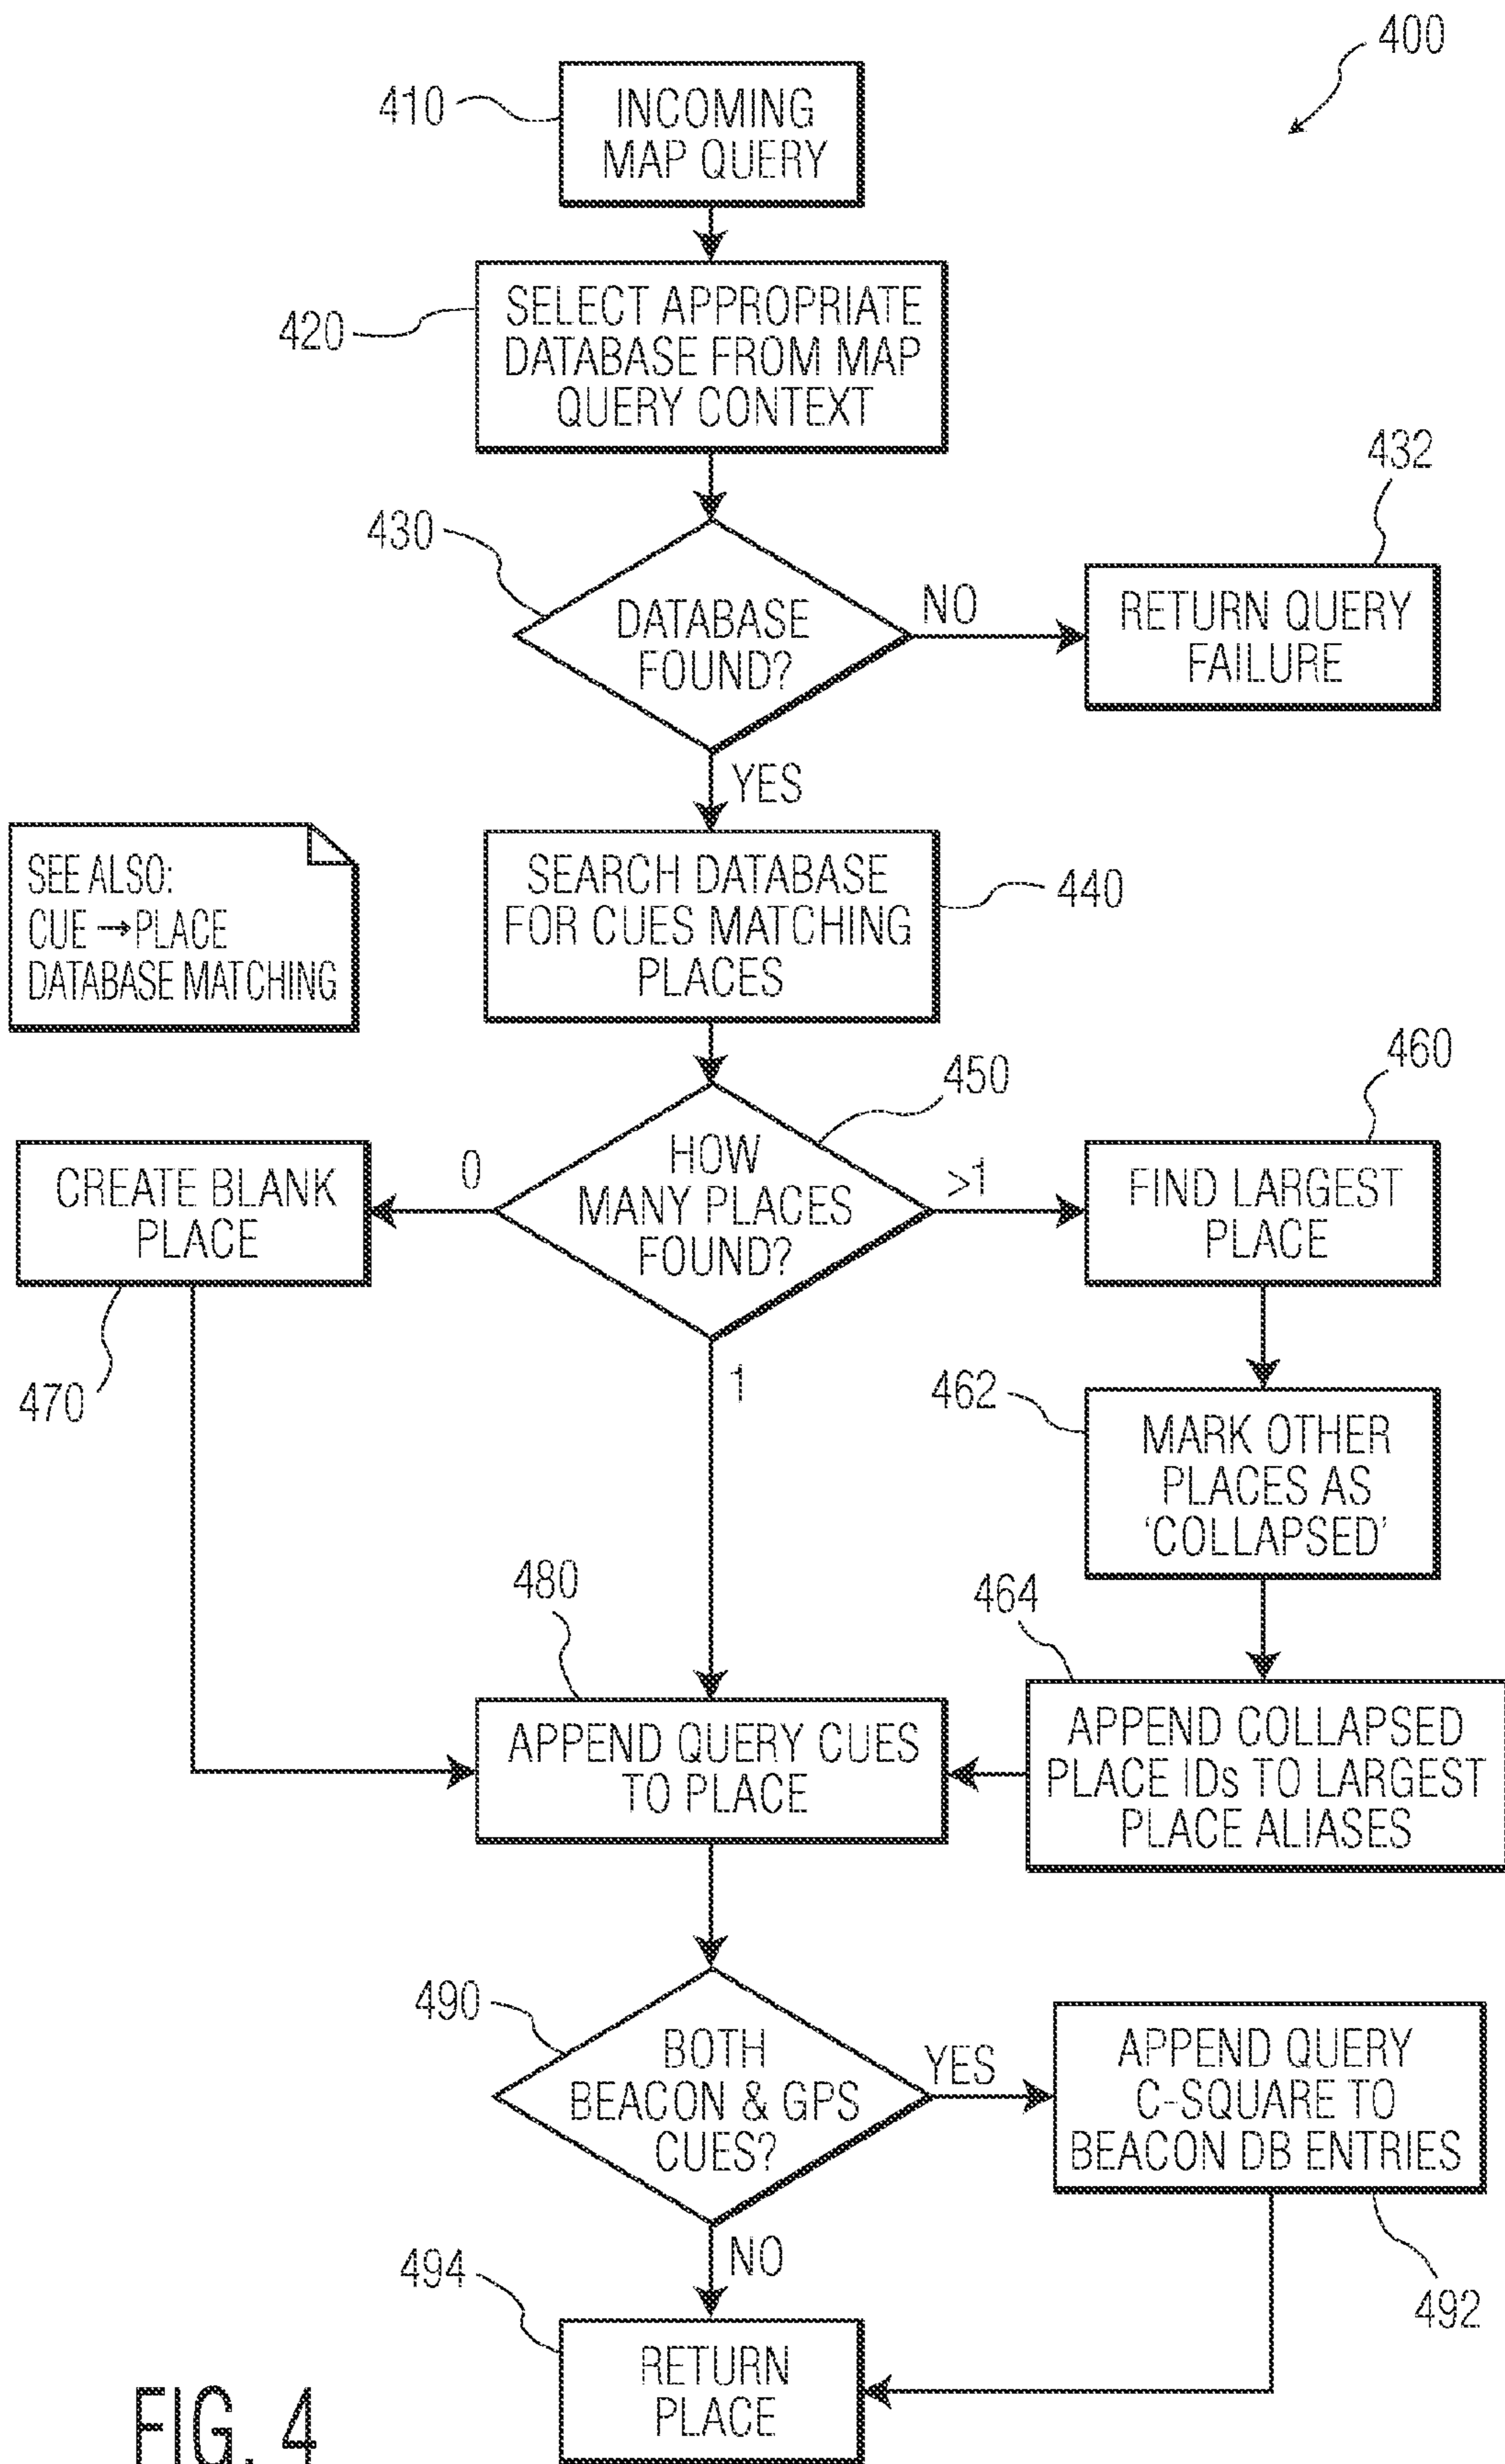 400
410
INCOMING
MAP QUERY
420
SELECT APPROPRIATE
DATABASE FROM MAP
QUERY CONTEXT
430
DATABASE
FOUND?
NO
432
RETURN QUERY
FAILURE
YES
SEE ALSO:
CUE →PLACE
DATABASE MATCHING
SEARCH DATABASE
FOR CUES MATCHING
PLACES
440
450
HOW
MANY PLACES
FOUND?
0
>1
1
CREATE BLANK
PLACE
470
460
FIND LARGEST
PLACE
462
MARK OTHER
PLACES AS
‘COLLAPSED’
464
APPEND COLLAPSED
PLACE IDs TO LARGEST
PLACE ALIASES
480
APPEND QUERY CUES
TO PLACE
490
BOTH
BEACON & GPS
CUES?
YES
APPEND QUERY
C-SQUARE TO
BEACON DB ENTRIES
492
NO
494
RETURN
PLACE
FIG. 4